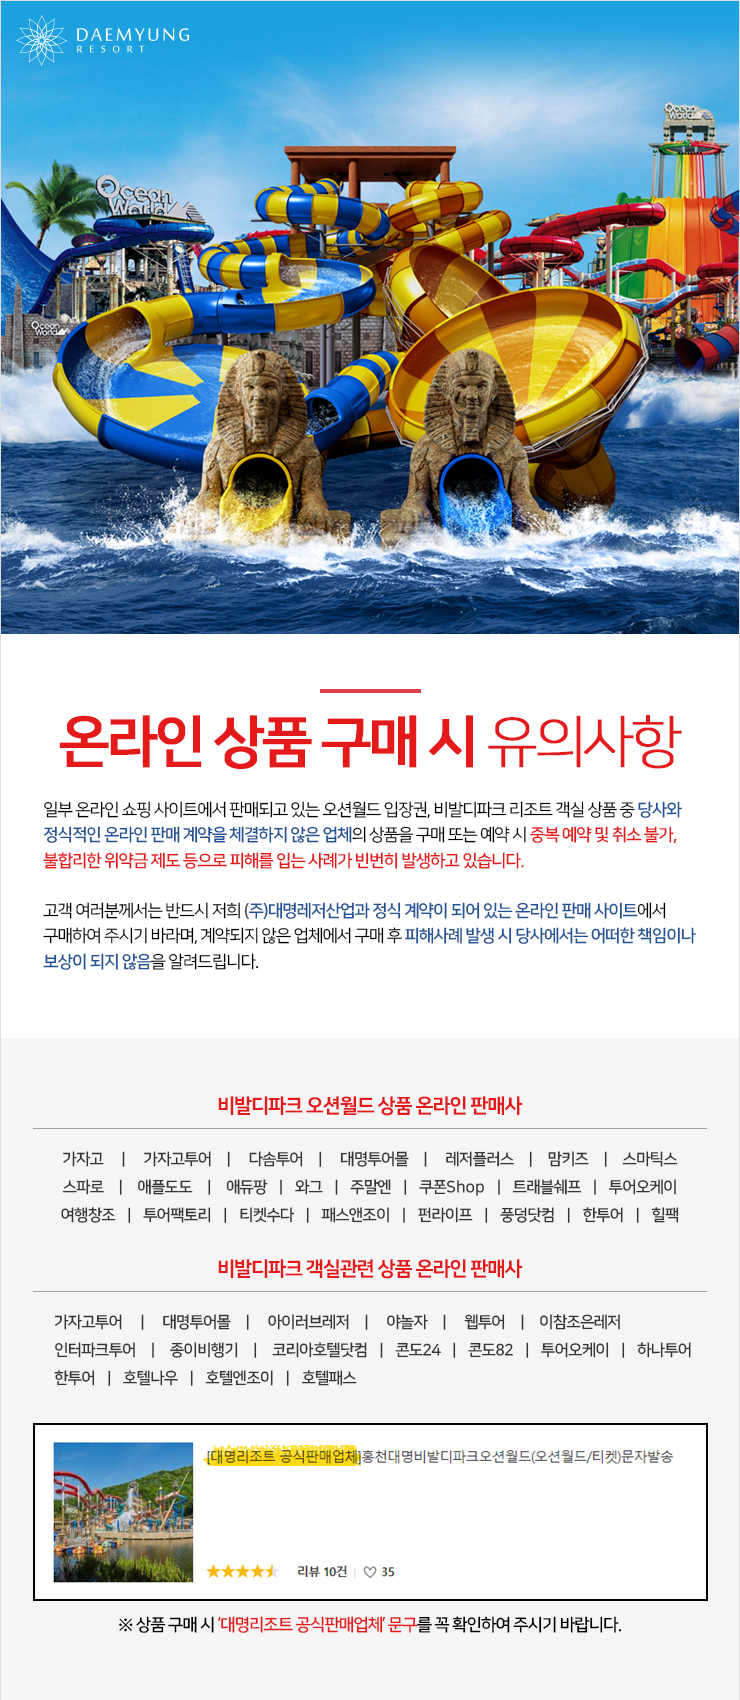 DAEMYUNG
RESORT
Ocean
World
Ocean
World
Ocean
World
온라인 상품 구매 시 유의사항
일부 온라인 쇼핑 사이트에서 판매되고 있는 오션월드 입장권, 비발디파크 리조트 객실 상품 중 당사와
정식적인 온라인 판매 계약을 체결하지 않은 업체의 상품을 구매 또는 예약 시 중복 예약 및 취소 불가,
불합리한 위약금 제도 등으로 피해를 입는 사례가 빈번히 발생하고 있습니다.
고객 여러분께서는 반드시 저희 (주)대명레저산업과 정식 계약이 되어 있는 온라인 판매 사이트에서
구매하여 주시기 바라며, 계약되지 않은 업체에서 구매 후 피해사례 발생 시 당사에서는 어떠한 책임이나
보상이 되지 않음을 알려드립니다.
비발디파크 오션월드 상품 온라인 판매사
가자고 | 가자고투어 | 다솜투어 | 대명투어몰 | 레저플러스 | 맘키즈 | 스마틱스
스파로 | 애플도도 | 얘듀팡 | 와그 | 주말엔 | 쿠폰Shop | 트래블쉐프 | 투어오케이
여행창조 | 투어팩토리 | 티켓수다 | 패스앤조이 | 펀라이프 | 풍덩닷컴 | 한투어 | 힐팩
비발디파크 객실관련 상품 온라인 판매사
가자고투어 | 대명투어몰 | 아이러브레저 | 야놀자 | 웹투어 | 이참조은레저
인터파크투어 | 종이비행기 | 코리아호텔닷컴 | 콘도24 | 콘도82 | 투어오케이 | 하나투어
한투어 | 호텔나우 | 호텔엔조이 | 호텔패스
[대명리조트 공식판매업체]홍천대명비발디파크오션월드(오션월드/티켓)문자발송
★★★★★ 리뷰 10건 | ♡ 35
※ 상품 구매 시 '대명리조트 공식판매업체' 문구를 꼭 확인하여 주시기 바랍니다.